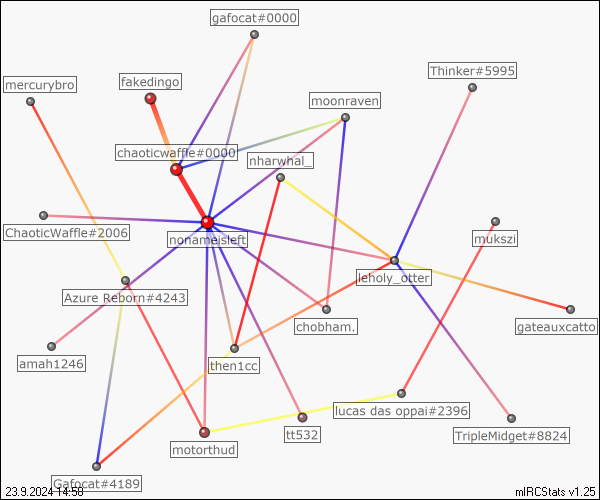 gafocat#0000
Thinker#5995
fakedingo
mercurybro
moonraven
chaoticwaffle#0000
nharwhal_
ChaoticWaffle#2006
nonameisleft
mukszi
leholy_otter
Azure Reborn#4243
chobham.
gateauxcatto
amah1246
then1cc
lucas das oppai#2396
tt532
TripleMidget#8824
motorthud
Gafocat#4189
23.9.2024 14:58
mIRCStats v1.25